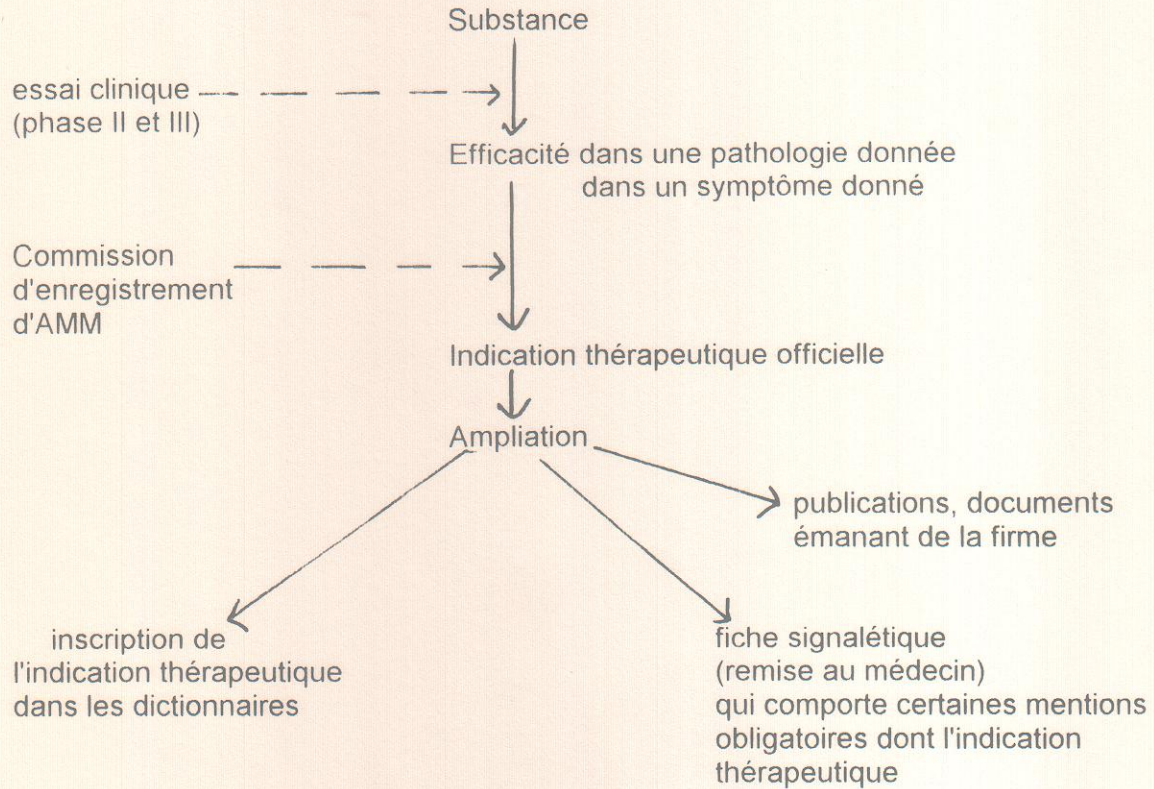 Substance
essai clinique
(phase II et III)
Efficacité dans une pathologie donnée
dans un symptôme donné
Commission
d'enregistrement
d'AMM
Indication thérapeutique officielle
Ampliation
publications, documents
émanant de la firme
inscription de
l'indication thérapeutique
dans les dictionnaires
fiche signalétique
(remise au médecin)
qui comporte certaines mentions
obligatoires dont l'indication
thérapeutique